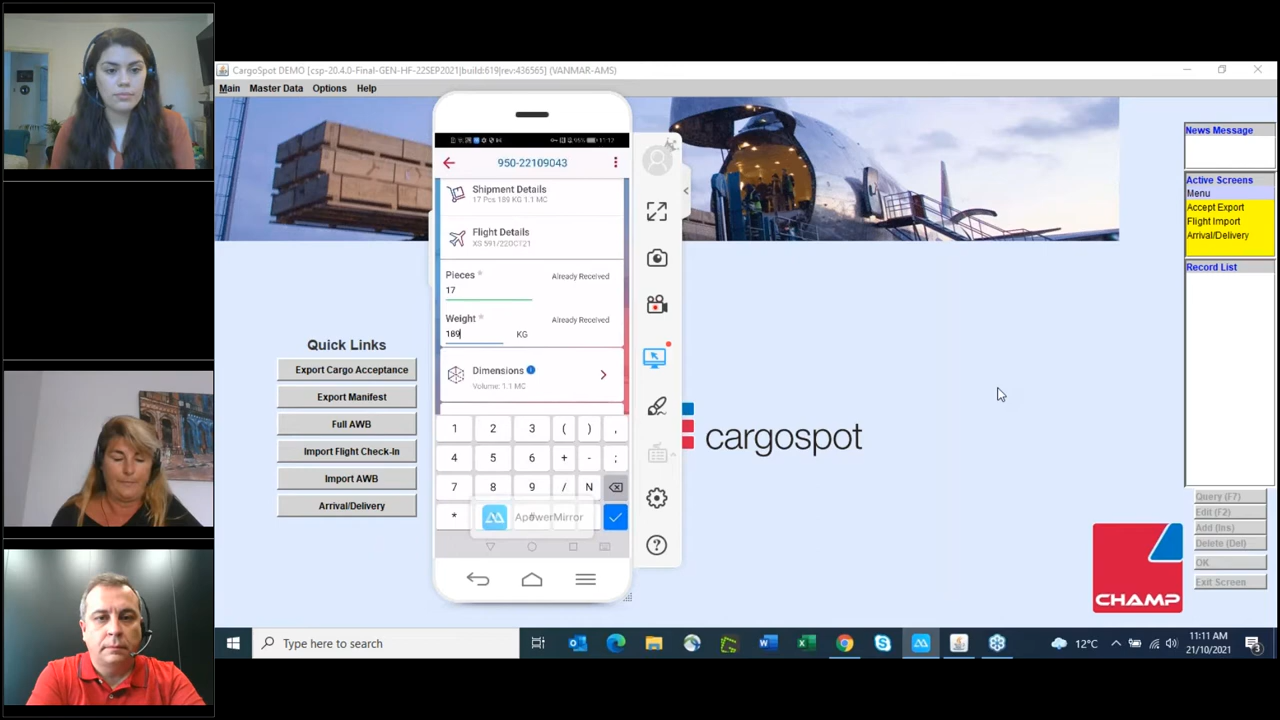 CargoSpot DEMO [csp-20.4.0-Final-GEN-HF-22SEP2021|build:619|rev:436565] (VANMAR-AMS)
Main Master Data Options Help
News Message
Active Screens
Menu
Accept Export
Flight Import
Arrival/Delivery
Record List
Quick Links
Export Cargo Acceptance
Export Manifest
Full AWB
Import Flight Check-In
Import AWB
Arrival/Delivery
950-22109043
Shipment Details
17 Pcs 189 KG 1.1 MC
Flight Details
XS 591/22OCT21
Pieces *
Already Received
17
Weight *
Already Received
189 KG
Dimensions
Volume: 1.1 MC
1 2 3 ( ) ,
4 5 6 + - ;
7 8 9 / N
*
ApowerMirror
cargospot
Query (F7)
Edit (F2)
Add (Ins)
Delete (Del)
OK
Exit Screen
CHAMP
Type here to search
12°C
11:11 AM
21/10/2021
3